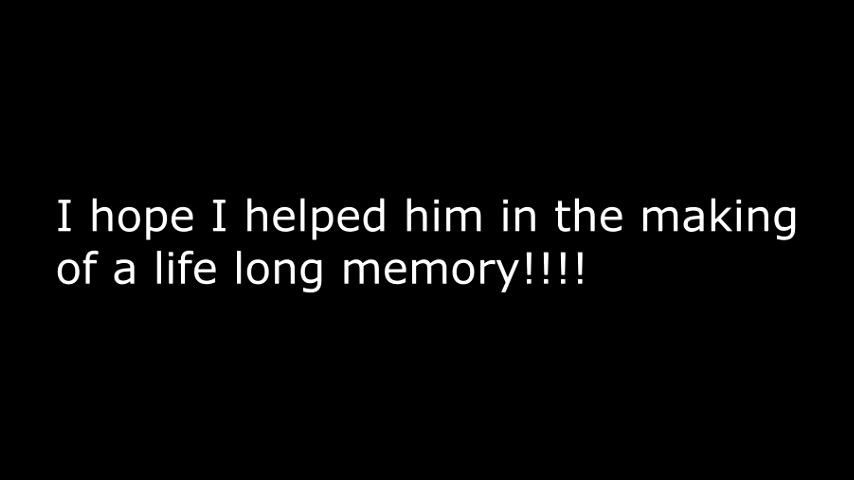 I hope I helped him in the making
of a life long memory!!!!